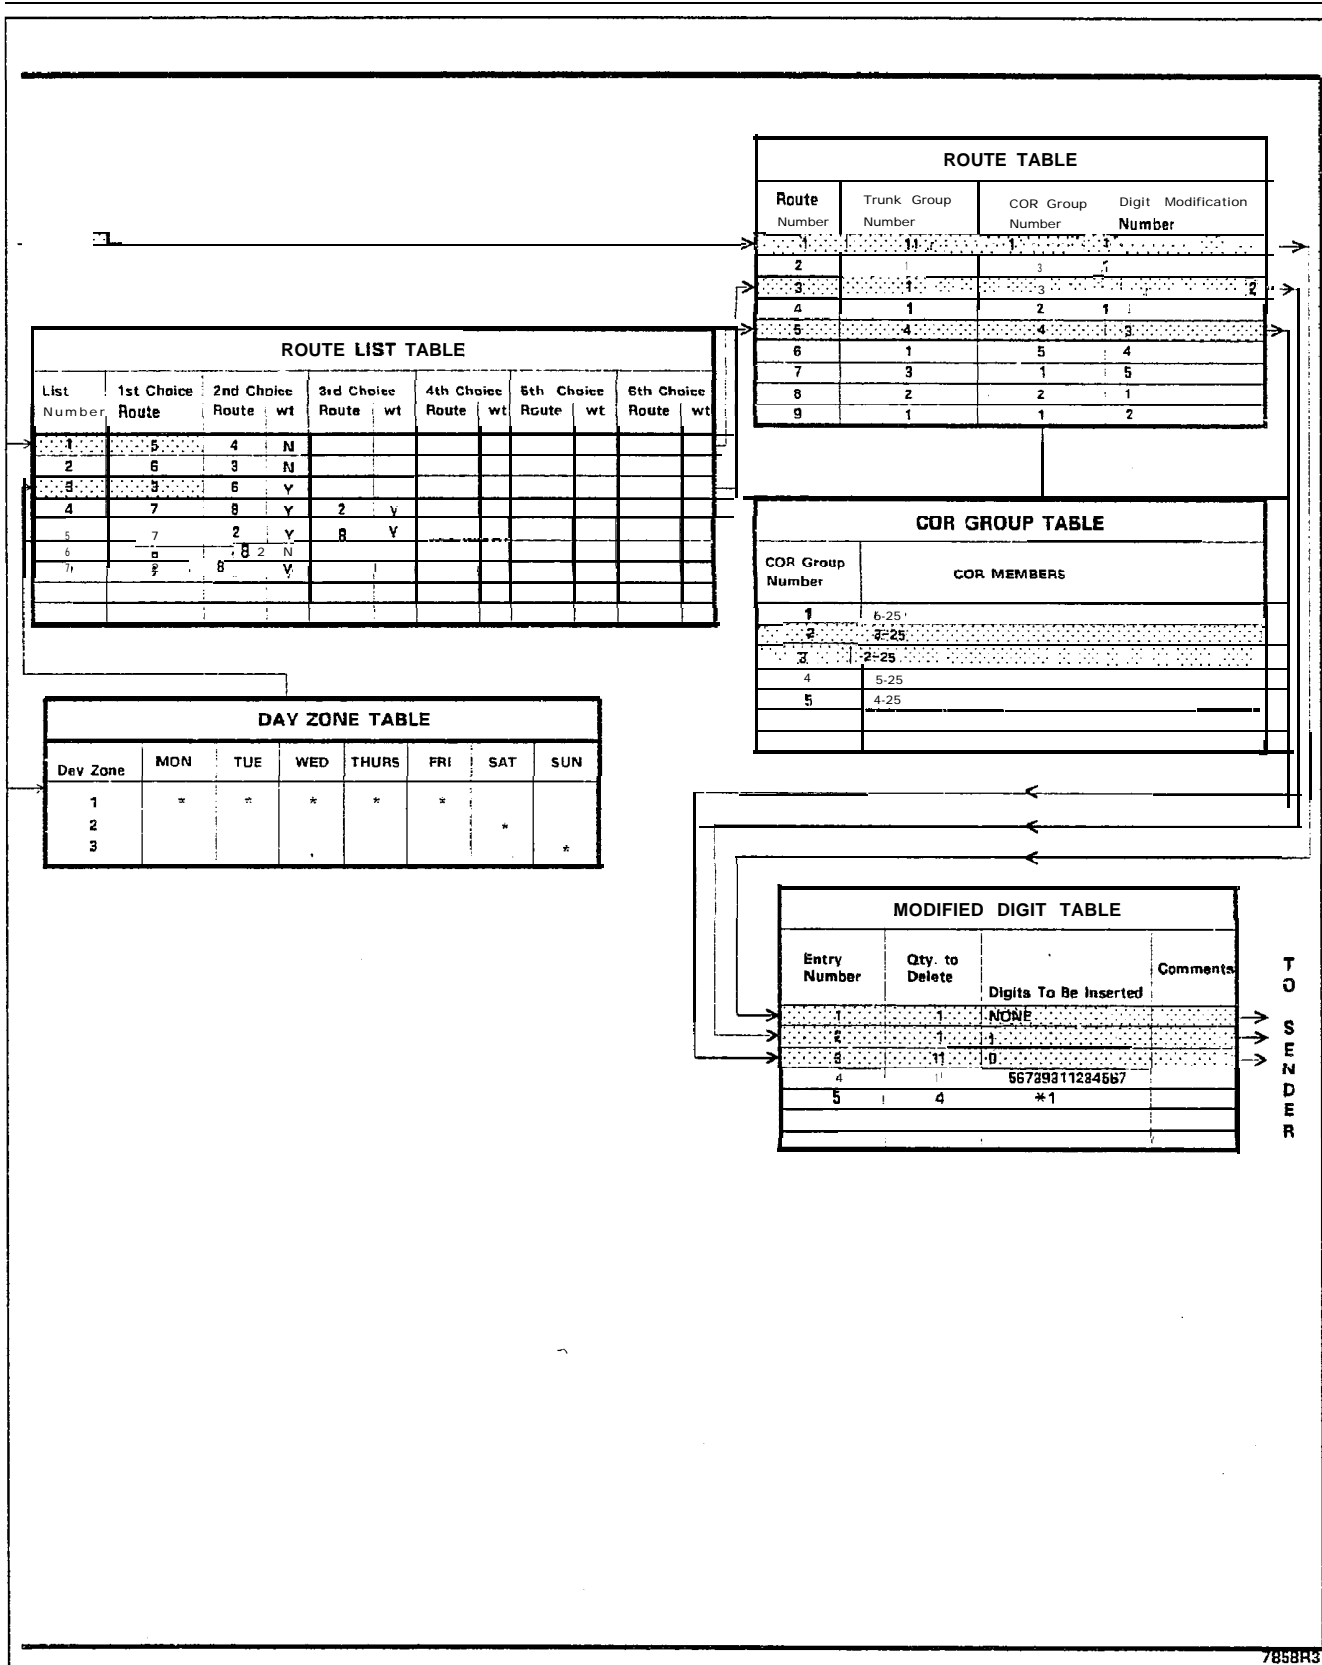 ROUTE TABLE
Route Number Trunk Group Number COR Group Number Digit Modification Number
1 11 1 1
2 1 3 1
3 1 3 2
4 1 2 1
5 4 4 3
6 1 5 4
7 3 1 5
8 2 2 1
9 1 1 2
ROUTE LIST TABLE
List Number 1st Choice Route 2nd Choice Route wt 3rd Choice Route wt 4th Choice Route wt 5th Choice Route wt 6th Choice Route wt
1 5 4 N
2 6 3 N
3 3 6 Y
4 7 8 Y 2 y
5 7 2 Y 8 Y
6 8 2 N
7 8 V
COR GROUP TABLE
COR Group Number COR MEMBERS
1 6-25
2 3-25
3 2-25
4 5-25
5 4-25
DAY ZONE TABLE
Day Zone MON TUE WED THURS FRI SAT SUN
1 * * * * *
2 *
3 *
MODIFIED DIGIT TABLE
Entry Number Qty. to Delete Digits To Be Inserted Comments
1 1 NONE
2 1 1
3 11 0
4 1 56789311234567
5 4 *1
TO SENDER
7858R3